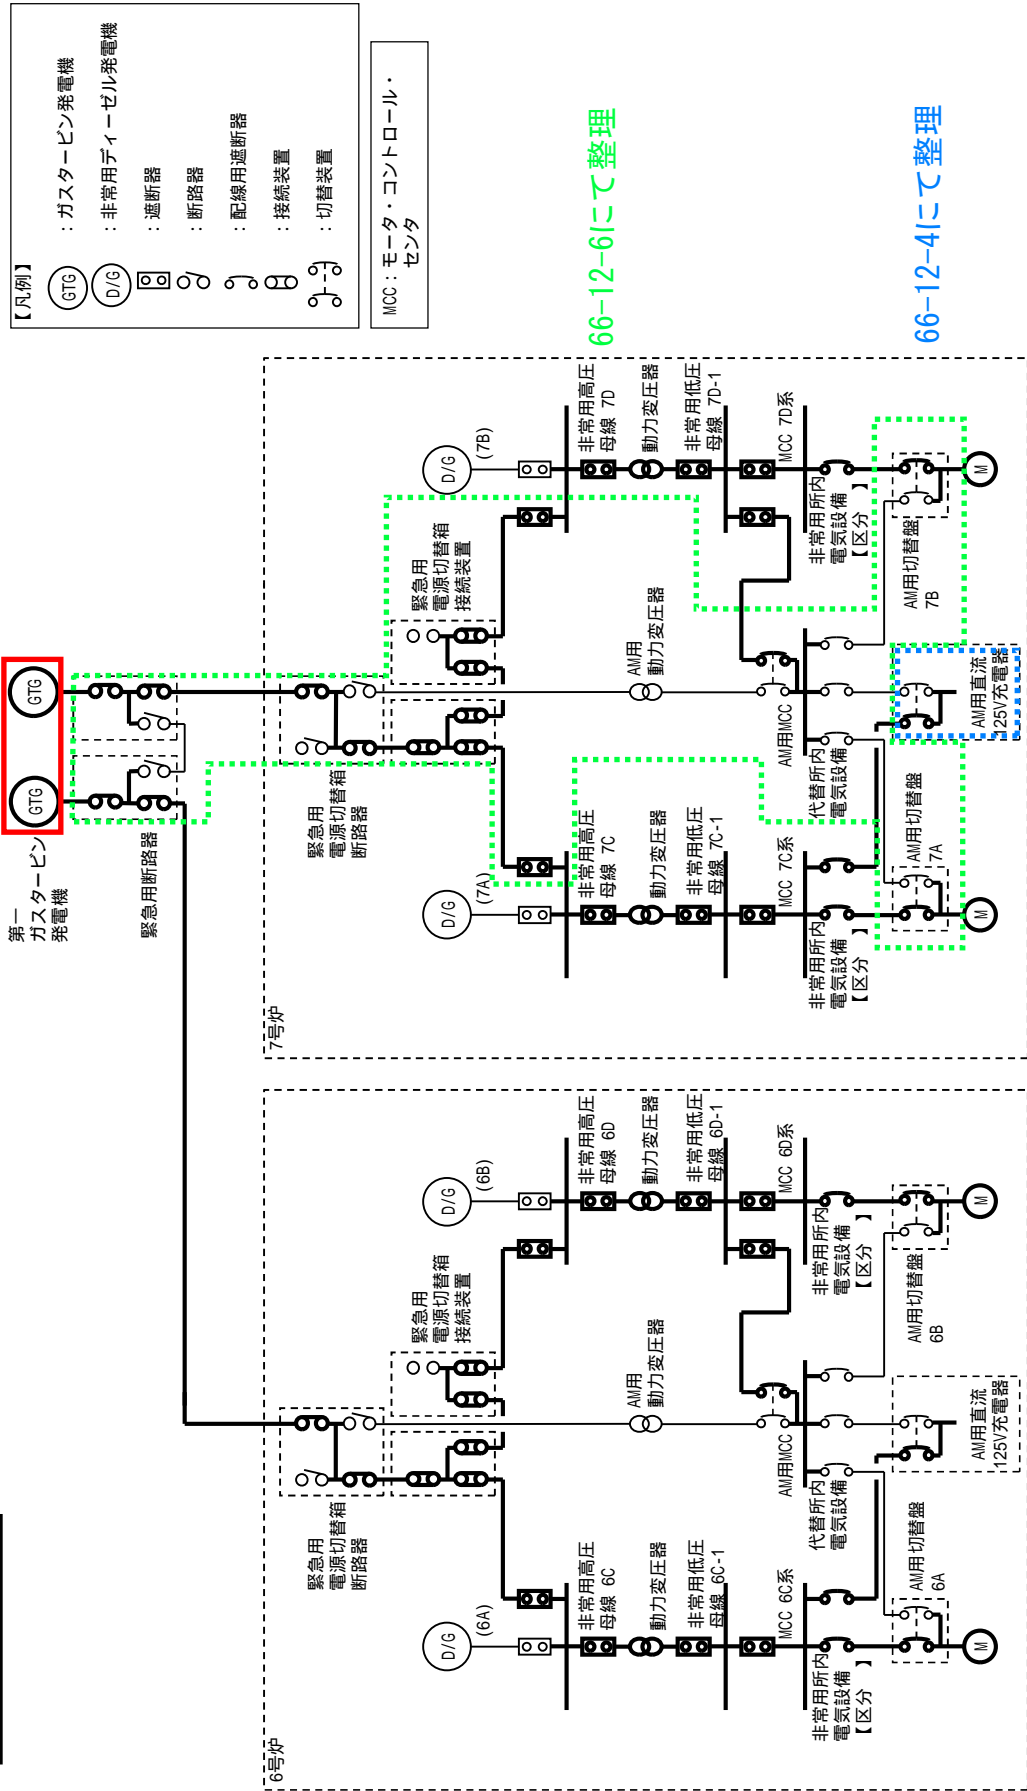 【凡例】
GTG
：ガスタービン発電機
D/G
：非常用ディーゼル発電機
：遮断器
：断路器
：配線用遮断器
：接続装置
：切替装置
MCC：モータ・コントロール・
センタ
66-12-6にて整理
66-12-4にて整理
第一
ガスタービン
発電機
GTG
GTG
緊急用断路器
7号炉
緊急用
電源切替箱
断路器
緊急用
電源切替箱
接続装置
D/G
(7A)
D/G
(7B)
非常用高圧
母線 7C
非常用高圧
母線 7D
動力変圧器
AM用
動力変圧器
動力変圧器
非常用低圧
母線 7C-1
非常用低圧
母線 7D-1
MCC 7C系
AM用MCC
MCC 7D系
非常用所内
電気設備
【区分 】
代替所内
電気設備
非常用所内
電気設備
【区分 】
AM用切替盤
7A
AM用直流
125V充電器
AM用切替盤
7B
M
M
6号炉
緊急用
電源切替箱
断路器
緊急用
電源切替箱
接続装置
D/G
(6A)
D/G
(6B)
非常用高圧
母線 6C
非常用高圧
母線 6D
動力変圧器
AM用
動力変圧器
動力変圧器
非常用低圧
母線 6C-1
非常用低圧
母線 6D-1
MCC 6C系
AM用MCC
MCC 6D系
非常用所内
電気設備
【区分 】
代替所内
電気設備
非常用所内
電気設備
【区分 】
AM用切替盤
6A
AM用直流
125V充電器
AM用切替盤
6B
M
M